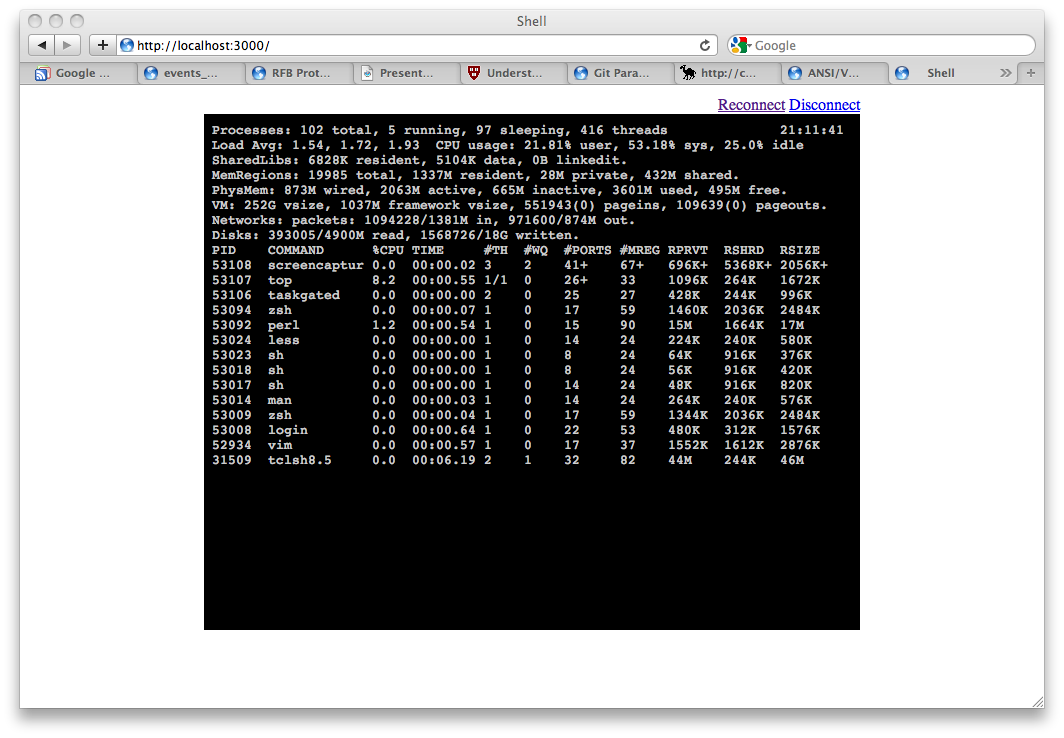 Shell
http://localhost:3000/
Google
Google ... events_... RFB Prot... Present... Underst... Git Para... http://c... ANSI/V... Shell
Reconnect Disconnect
Processes: 102 total, 5 running, 97 sleeping, 416 threads 21:11:41
Load Avg: 1.54, 1.72, 1.93 CPU usage: 21.81% user, 53.18% sys, 25.0% idle
SharedLibs: 6828K resident, 5104K data, 0B linkedit.
MemRegions: 19985 total, 1337M resident, 28M private, 432M shared.
PhysMem: 873M wired, 2063M active, 665M inactive, 3601M used, 495M free.
VM: 252G vsize, 1037M framework vsize, 551943(0) pageins, 109639(0) pageouts.
Networks: packets: 1094228/1381M in, 971600/874M out.
Disks: 393005/4900M read, 1568726/18G written.
PID COMMAND %CPU TIME #TH #WQ #PORTS #MREG RPRVT RSHRD RSIZE
53108 screencaptur 0.0 00:00.02 3 2 41+ 67+ 696K+ 5368K+ 2056K+
53107 top 8.2 00:00.55 1/1 0 26+ 33 1096K 264K 1672K
53106 taskgated 0.0 00:00.00 2 0 25 27 428K 244K 996K
53094 zsh 0.0 00:00.07 1 0 17 59 1460K 2036K 2484K
53092 perl 1.2 00:00.54 1 0 15 90 15M 1664K 17M
53024 less 0.0 00:00.00 1 0 14 24 224K 240K 580K
53023 sh 0.0 00:00.00 1 0 8 24 64K 916K 376K
53018 sh 0.0 00:00.00 1 0 8 24 56K 916K 420K
53017 sh 0.0 00:00.00 1 0 14 24 48K 916K 820K
53014 man 0.0 00:00.03 1 0 14 24 264K 240K 576K
53009 zsh 0.0 00:00.04 1 0 17 59 1344K 2036K 2484K
53008 login 0.0 00:00.64 1 0 22 53 480K 312K 1576K
52934 vim 0.0 00:00.57 1 0 17 37 1552K 1612K 2876K
31509 tclsh8.5 0.0 00:06.19 2 1 32 82 44M 244K 46M